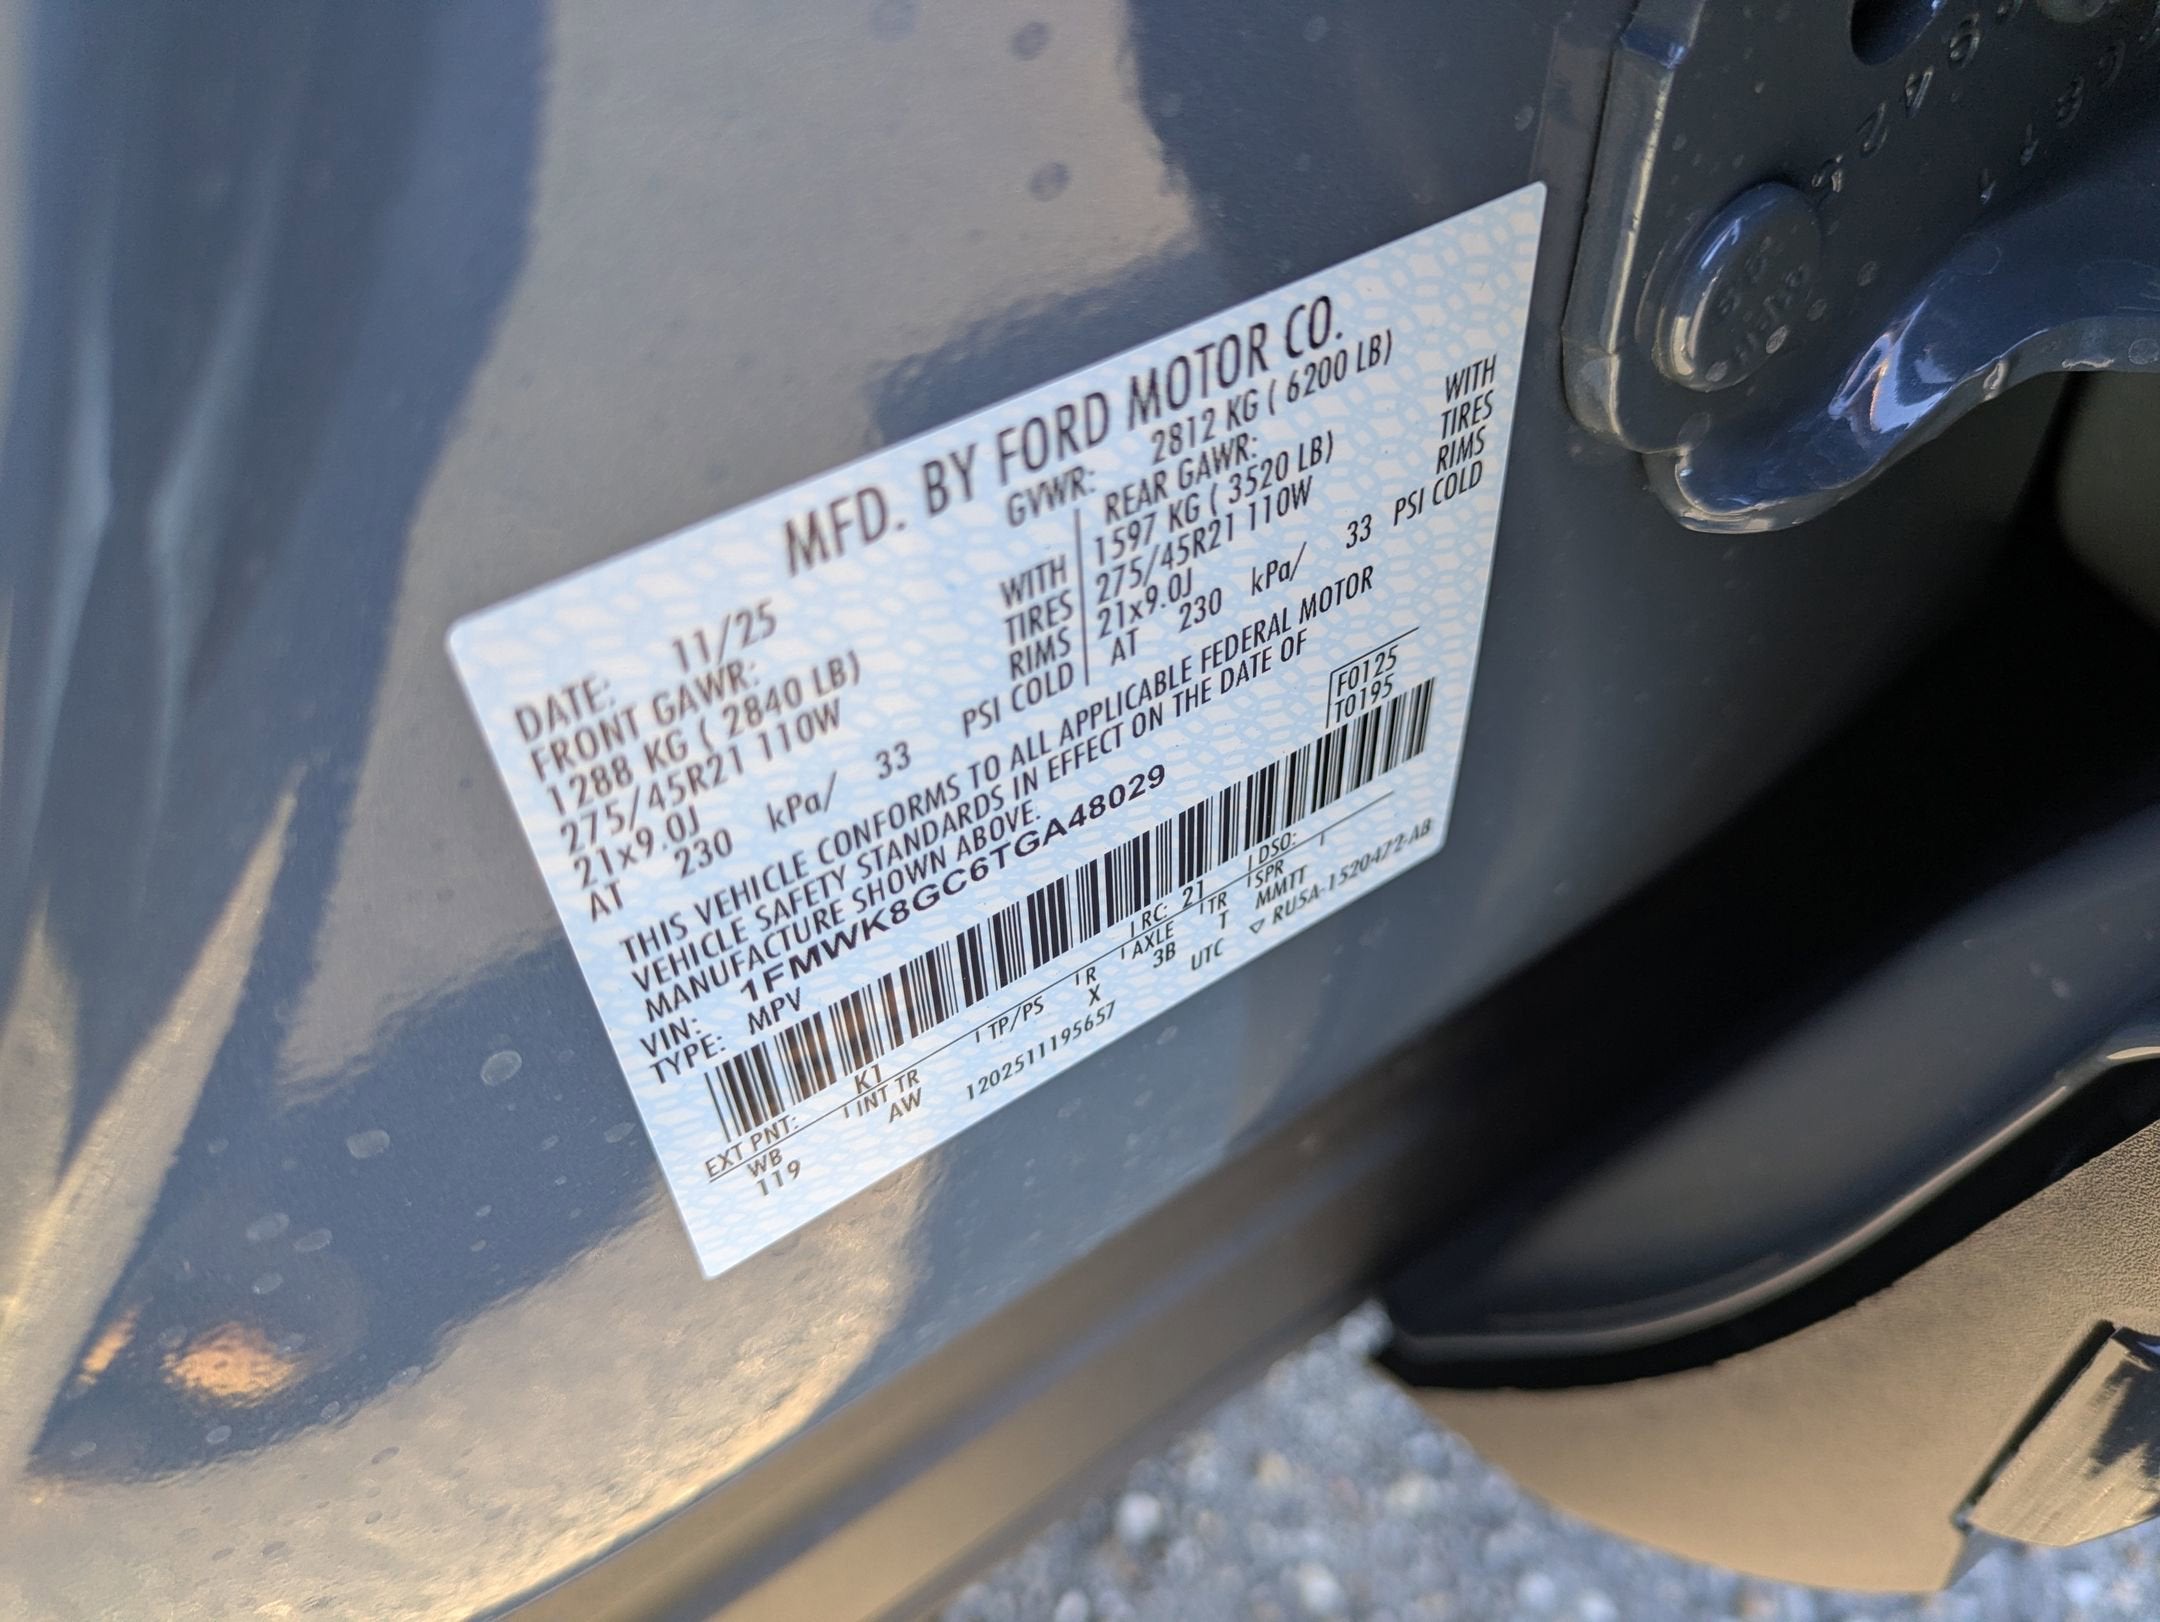 MFD. BY FORD MOTOR CO.
DATE: 11/25 GVWR: 2812 KG ( 6200 LB)
FRONT GAWR: REAR GAWR:
1288 KG ( 2840 LB) WITH 1597 KG ( 3520 LB) WITH
275/45R21 110W TIRES 275/45R21 110W TIRES
21x9.0J RIMS 21x9.0J RIMS
AT 230 kPa/ 33 PSI COLD AT 230 kPa/ 33 PSI COLD
THIS VEHICLE CONFORMS TO ALL APPLICABLE FEDERAL MOTOR
VEHICLE SAFETY STANDARDS IN EFFECT ON THE DATE OF
MANUFACTURE SHOWN ABOVE.
VIN: 1FMWK8GC6TGA48029 F0125
TYPE: MPV T0195
EXT PNT: K1 RC: 21 DSO:
WB INT TR TP/PS R AXLE TR SPR
119 AW X 3B T MMTT
1202511195657 UTC ▽ RU5A-1520472-AB